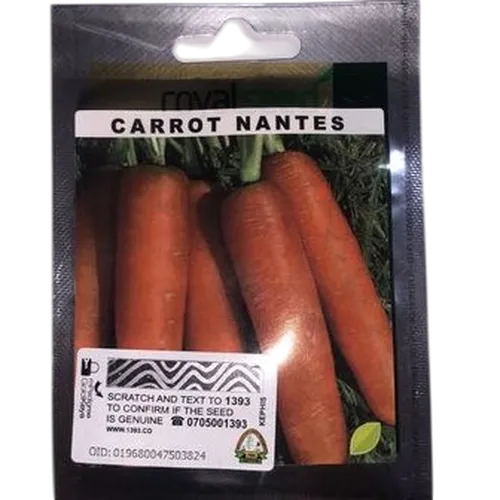 royal seed
CARROT NANTES
SCRATCH AND TEXT TO 1393
TO CONFIRM IF THE SEED
IS GENUINE ☎ 0705001393
WWW.1393.CO
KEPHIS
OID: 019680047503824